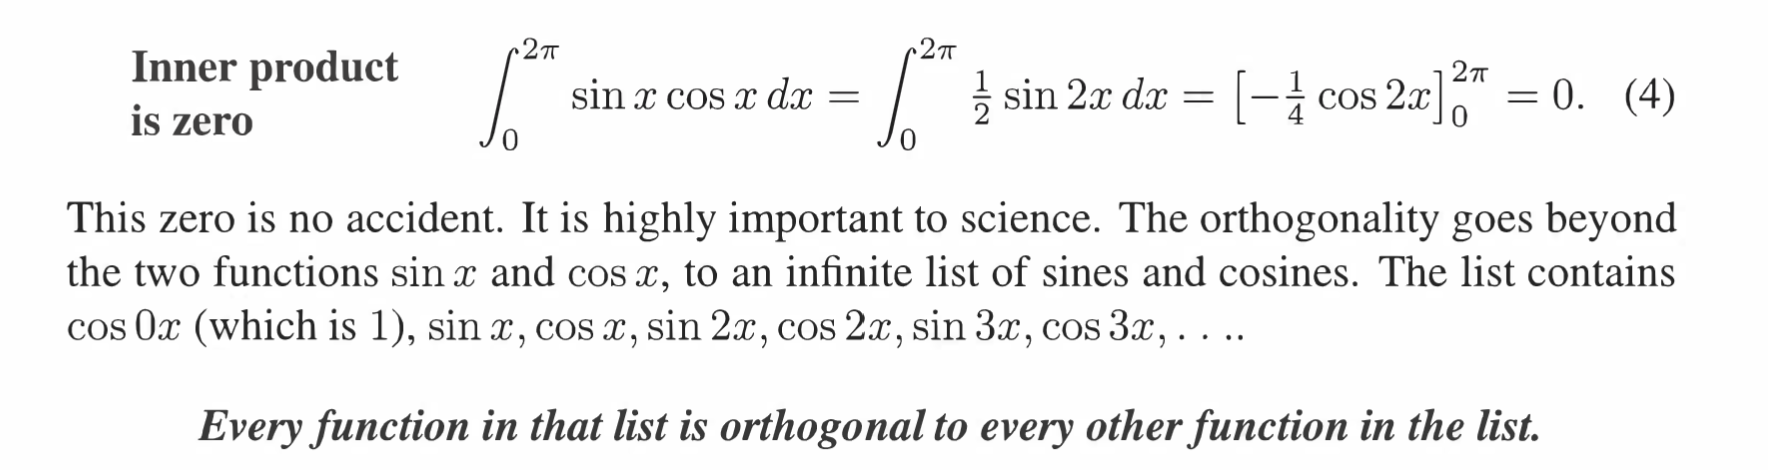 Inner product is zero ∫₀^{2π} sin x cos x dx = ∫₀^{2π} ½ sin 2x dx = [−¼ cos 2x]₀^{2π} = 0. (4)
This zero is no accident. It is highly important to science. The orthogonality goes beyond
the two functions sin x and cos x, to an infinite list of sines and cosines. The list contains
cos 0x (which is 1), sin x, cos x, sin 2x, cos 2x, sin 3x, cos 3x, . . ..
Every function in that list is orthogonal to every other function in the list.